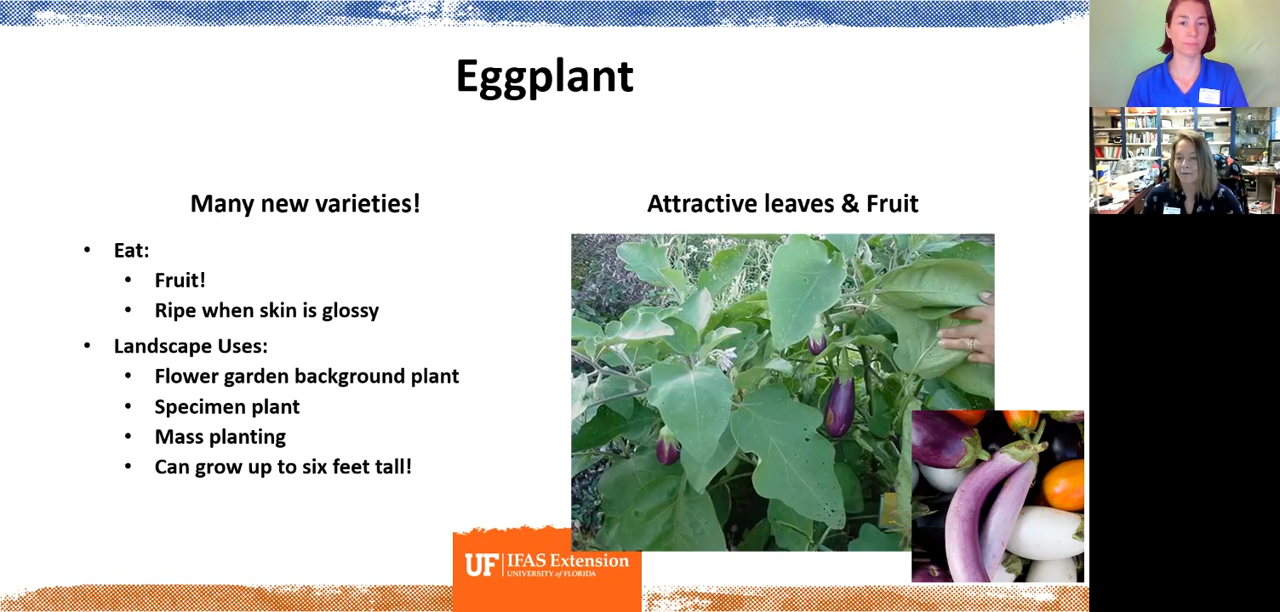 Eggplant
Many new varieties!
• Eat:
• Fruit!
• Ripe when skin is glossy
• Landscape Uses:
• Flower garden background plant
• Specimen plant
• Mass planting
• Can grow up to six feet tall!
Attractive leaves & Fruit
UF IFAS Extension
UNIVERSITY of FLORIDA